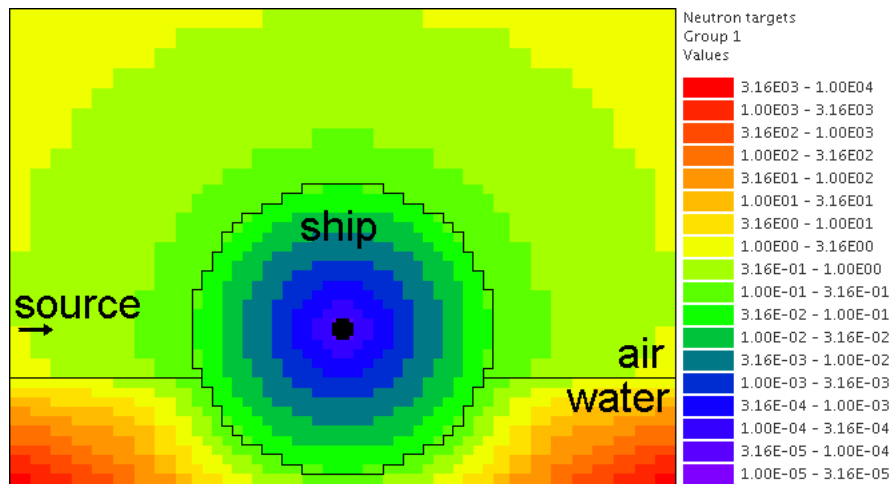 Neutron targets
Group 1
Values
3.16E03 - 1.00E04
1.00E03 - 3.16E03
3.16E02 - 1.00E03
1.00E02 - 3.16E02
3.16E01 - 1.00E02
1.00E01 - 3.16E01
3.16E00 - 1.00E01
1.00E00 - 3.16E00
3.16E-01 - 1.00E00
1.00E-01 - 3.16E-01
3.16E-02 - 1.00E-01
1.00E-02 - 3.16E-02
3.16E-03 - 1.00E-02
1.00E-03 - 3.16E-03
3.16E-04 - 1.00E-03
1.00E-04 - 3.16E-04
3.16E-05 - 1.00E-04
1.00E-05 - 3.16E-05
ship
source
air
water